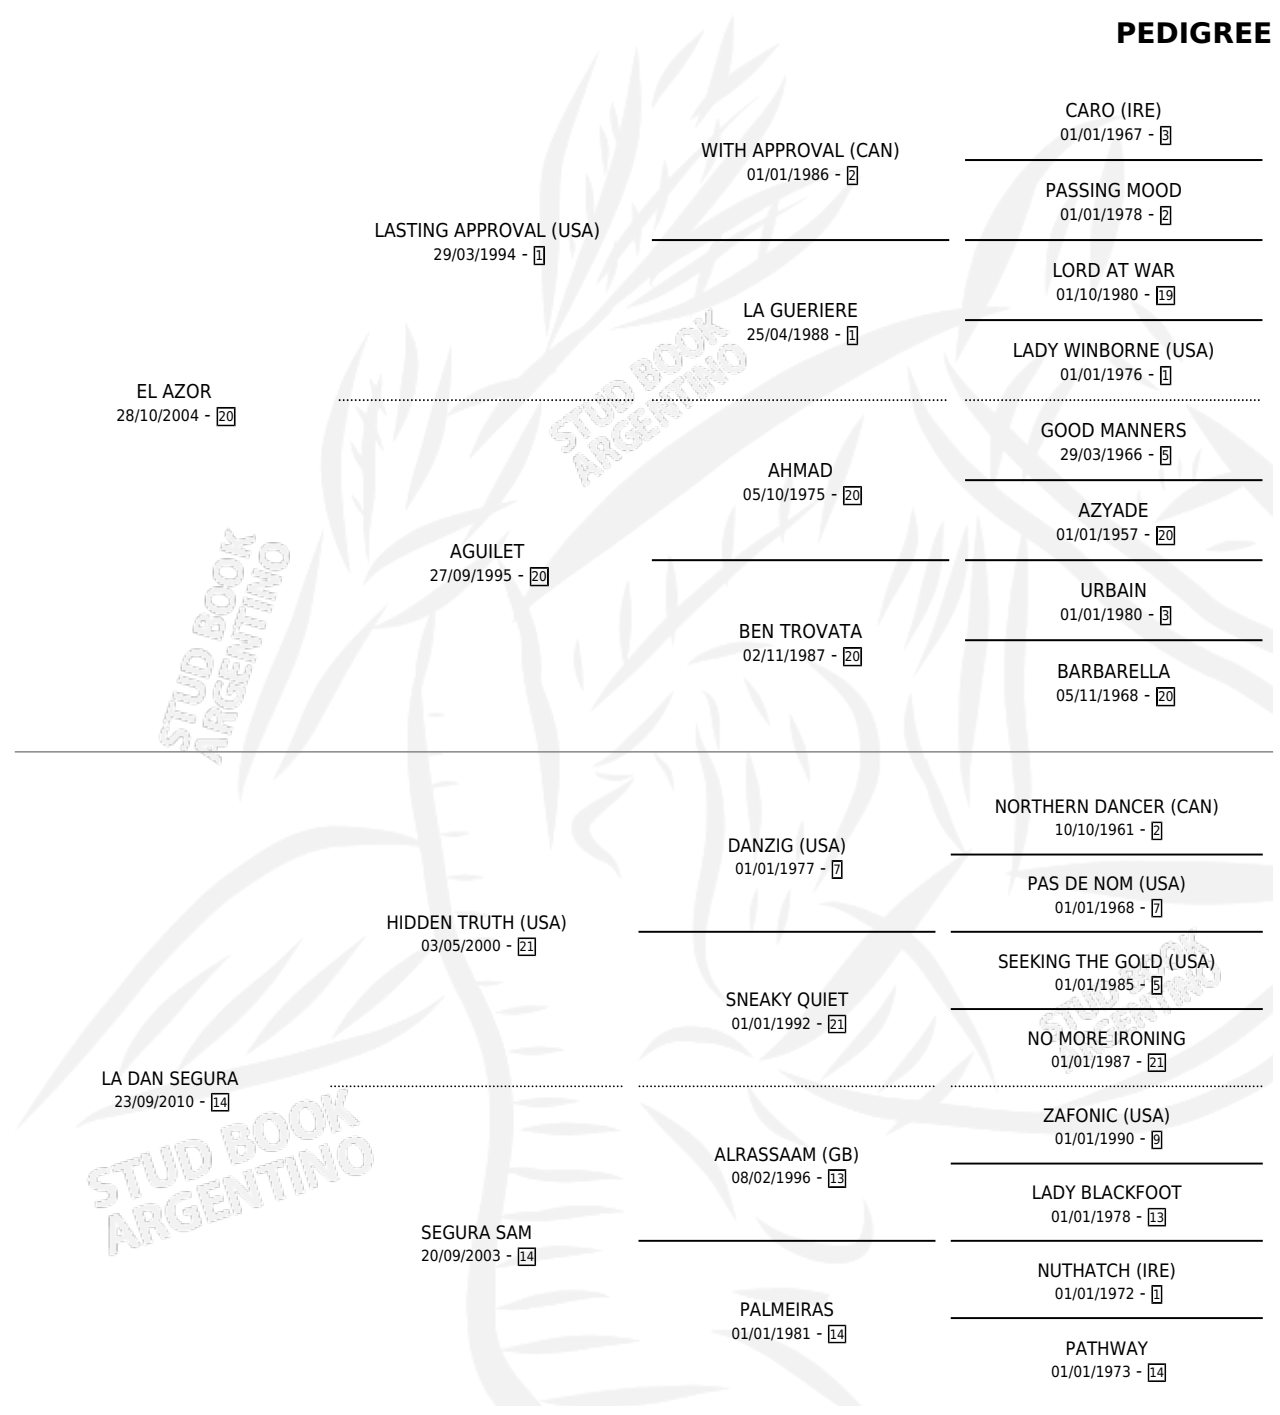 PEDIGREE
CARO (IRE)
01/01/1967 - 3
WITH APPROVAL (CAN)
01/01/1986 - 2
PASSING MOOD
01/01/1978 - 2
LASTING APPROVAL (USA)
29/03/1994 - 1
LORD AT WAR
01/10/1980 - 19
LA GUERIERE
25/04/1988 - 1
LADY WINBORNE (USA)
01/01/1976 - 1
EL AZOR
28/10/2004 - 20
GOOD MANNERS
29/03/1966 - 5
AHMAD
05/10/1975 - 20
AZYADE
01/01/1957 - 20
AGUILET
27/09/1995 - 20
URBAIN
01/01/1980 - 3
BEN TROVATA
02/11/1987 - 20
BARBARELLA
05/11/1968 - 20
NORTHERN DANCER (CAN)
10/10/1961 - 2
DANZIG (USA)
01/01/1977 - 7
PAS DE NOM (USA)
01/01/1968 - 7
HIDDEN TRUTH (USA)
03/05/2000 - 21
SEEKING THE GOLD (USA)
01/01/1985 - 5
SNEAKY QUIET
01/01/1992 - 21
NO MORE IRONING
01/01/1987 - 21
LA DAN SEGURA
23/09/2010 - 14
ZAFONIC (USA)
01/01/1990 - 9
ALRASSAAM (GB)
08/02/1996 - 13
LADY BLACKFOOT
01/01/1978 - 13
SEGURA SAM
20/09/2003 - 14
NUTHATCH (IRE)
01/01/1972 - 1
PALMEIRAS
01/01/1981 - 14
PATHWAY
01/01/1973 - 14
STUD BOOK
ARGENTINO
STUD BOOK
ARGENTINO
STUD BOOK
ARGENTINO
STUD BOOK
ARGENTINO